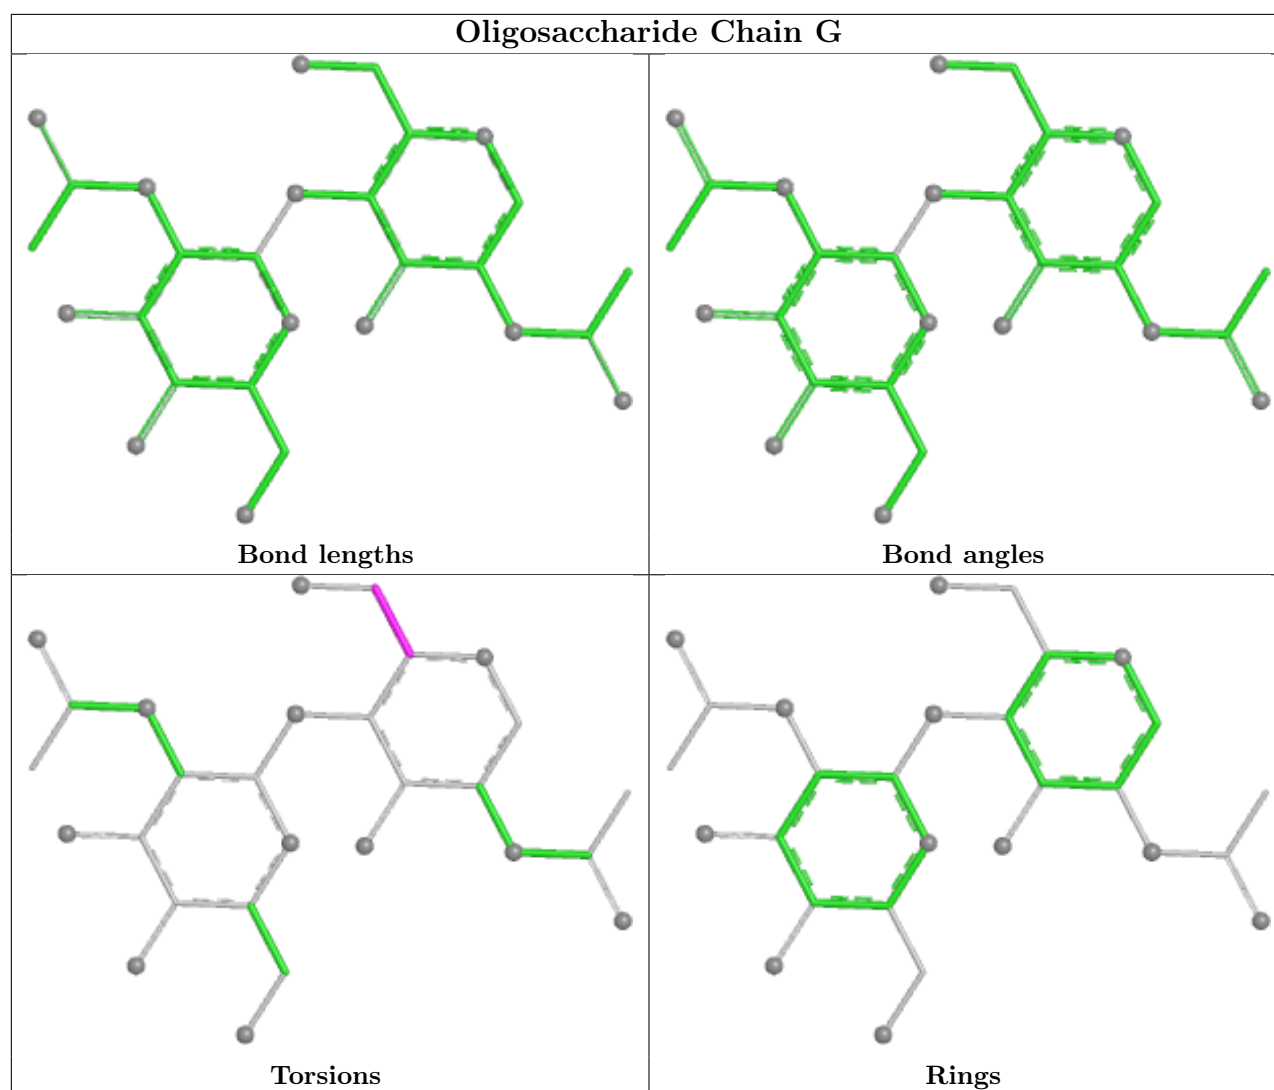 Oligosaccharide Chain G
Bond lengths
Bond angles
Torsions
Rings